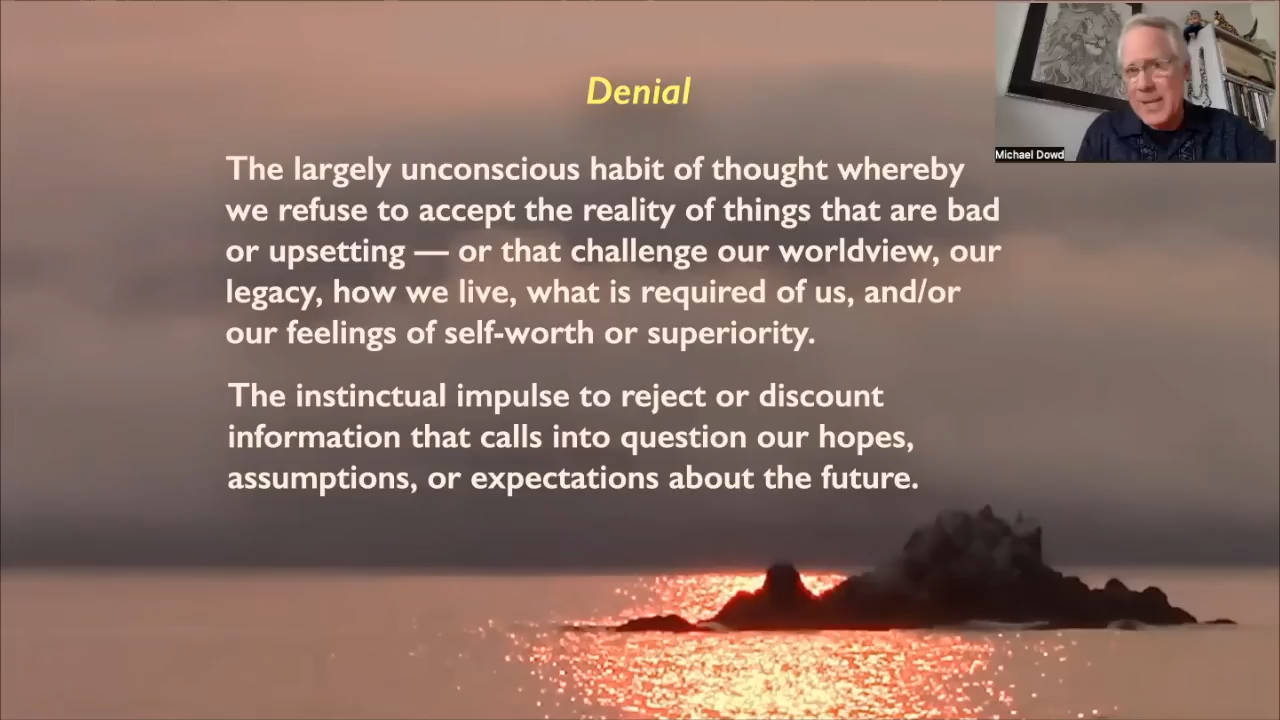 Denial
Michael Dowd
The largely unconscious habit of thought whereby
we refuse to accept the reality of things that are bad
or upsetting — or that challenge our worldview, our
legacy, how we live, what is required of us, and/or
our feelings of self-worth or superiority.
The instinctual impulse to reject or discount
information that calls into question our hopes,
assumptions, or expectations about the future.